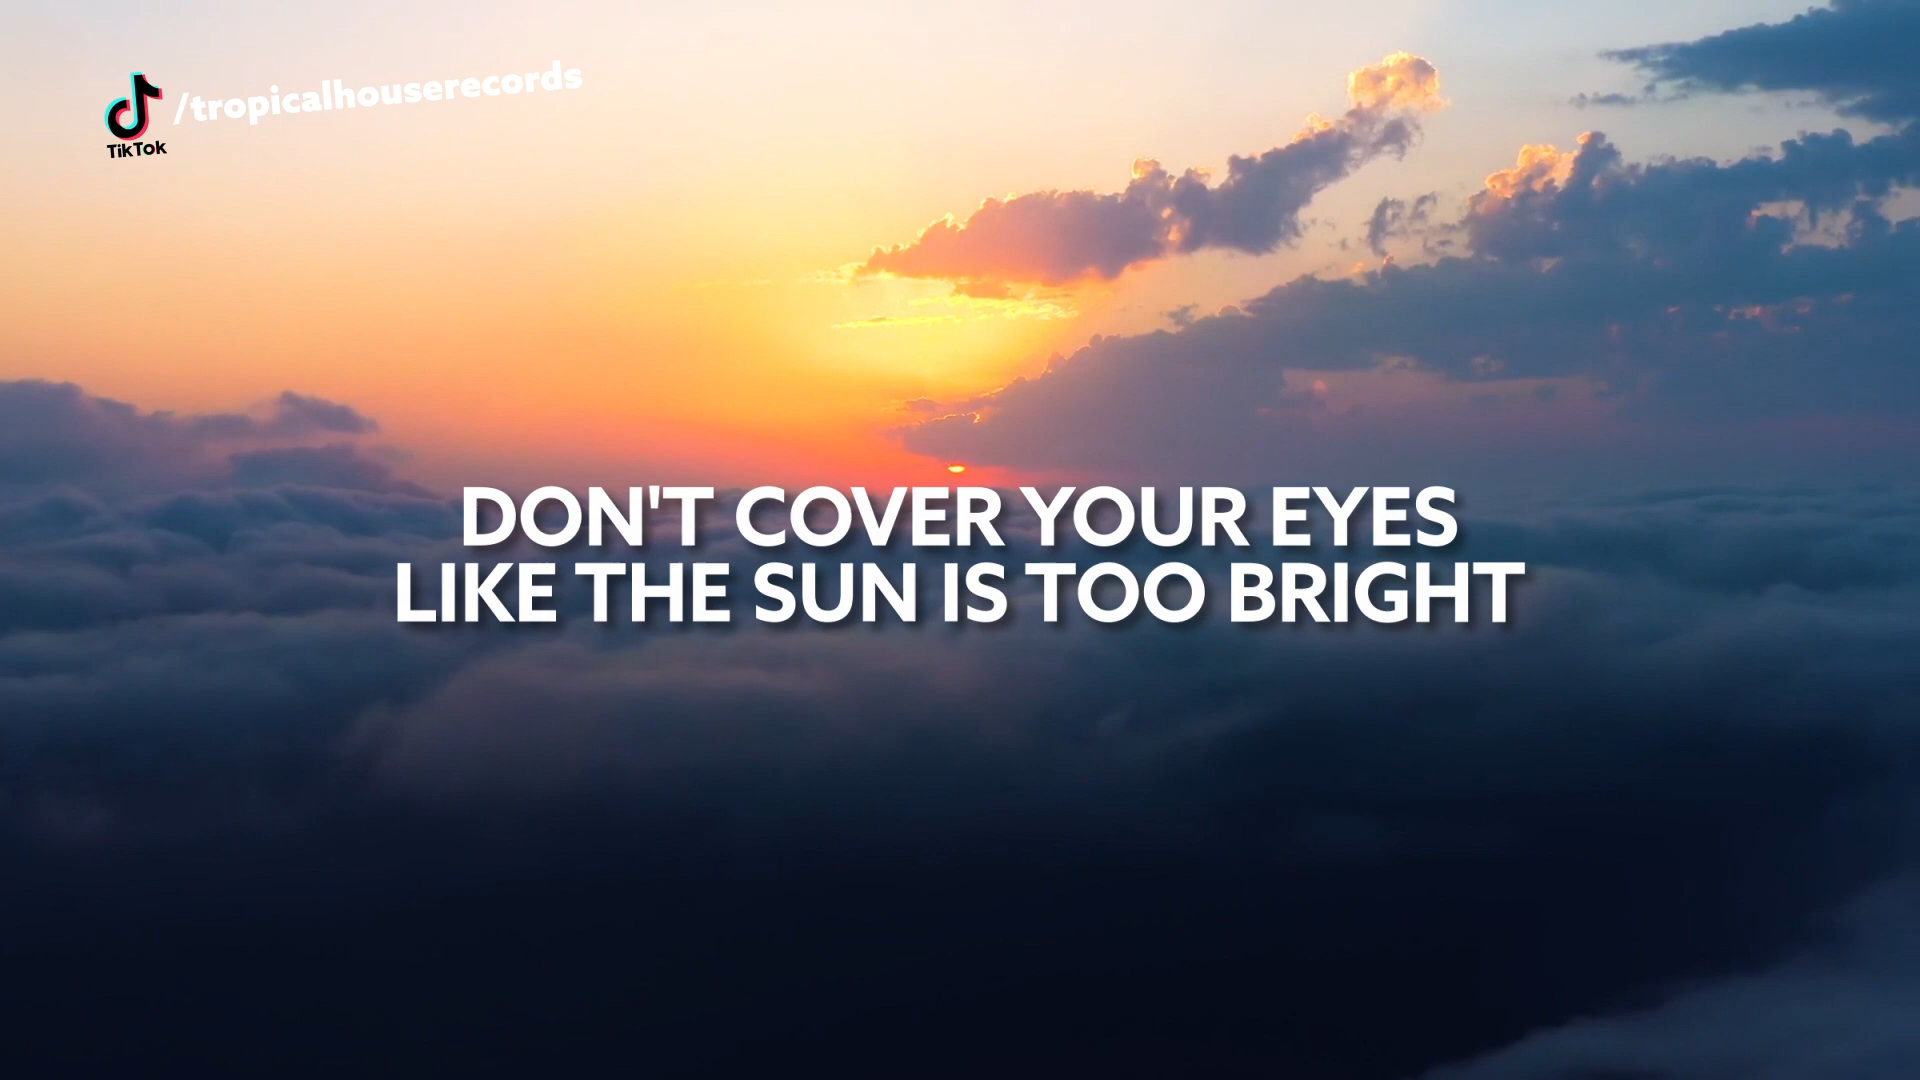 /tropicalhouserecords
TikTok
DON'T COVER YOUR EYES
LIKE THE SUN IS TOO BRIGHT